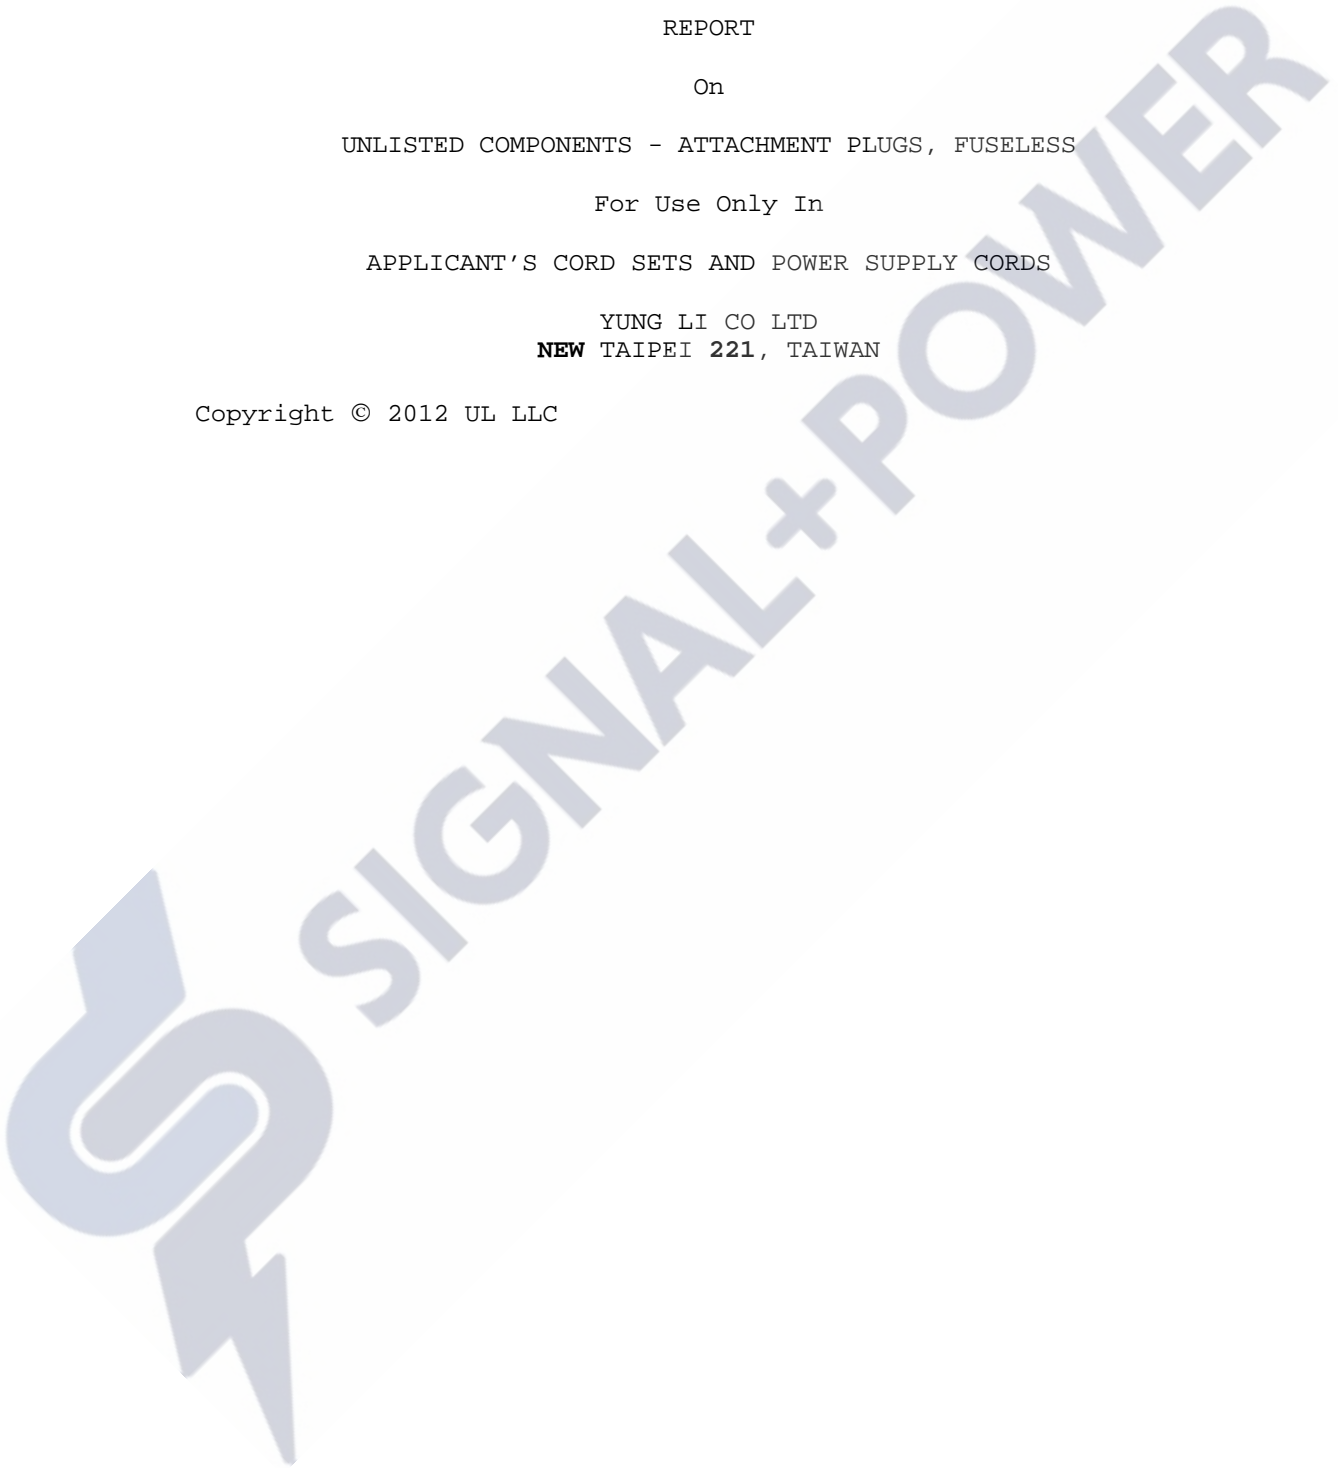 REPORT
On
UNLISTED COMPONENTS - ATTACHMENT PLUGS, FUSELESS
For Use Only In
APPLICANT'S CORD SETS AND POWER SUPPLY CORDS
YUNG LI CO LTD
NEW TAIPEI 221, TAIWAN
Copyright © 2012 UL LLC
SIGNAL+POWER